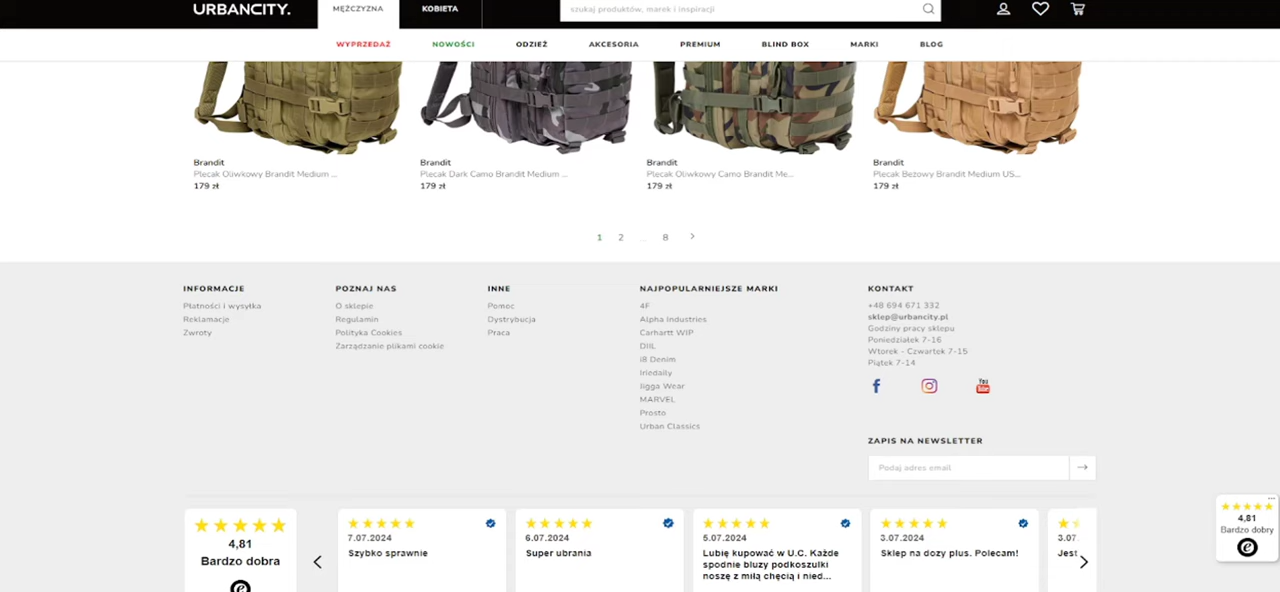 URBANCITY.
MĘŻCZYZNA
KOBIETA
szukaj produktów, marek i inspiracji
WYPRZEDAŻ
NOWOŚCI
ODZIEŻ
AKCESORIA
PREMIUM
BLIND BOX
MARKI
BLOG
Brandit
Plecak Oliwkowy Brandit Medium ...
179 zł
Brandit
Plecak Dark Camo Brandit Medium ...
179 zł
Brandit
Plecak Oliwkowy Camo Brandit Me...
179 zł
Brandit
Plecak Beżowy Brandit Medium US...
179 zł
1 2 ... 8 >
INFORMACJE
Płatności i wysyłka
Reklamacje
Zwroty
POZNAJ NAS
O sklepie
Regulamin
Polityka Cookies
Zarządzanie plikami cookie
INNE
Pomoc
Dystrybucja
Praca
NAJPOPULARNIEJSZE MARKI
4F
Alpha Industries
Carhartt WIP
DIIL
i8 Denim
Iriedaily
Jigga Wear
MARVEL
Prosto
Urban Classics
KONTAKT
+48 694 671 332
sklep@urbancity.pl
Godziny pracy sklepu
Poniedziałek 7-16
Wtorek - Czwartek 7-15
Piątek 7-14
You
Tube
ZAPIS NA NEWSLETTER
Podaj adres email
4,81
Bardzo dobra
7.07.2024
Szybko sprawnie
6.07.2024
Super ubrania
5.07.2024
Lubię kupować w U.C. Każde
spodnie bluzy podkoszulki
noszę z miłą chęcią i nied...
3.07.2024
Sklep na dozy plus. Polecam!
3.07.
Jest
4,81
Bardzo dobry